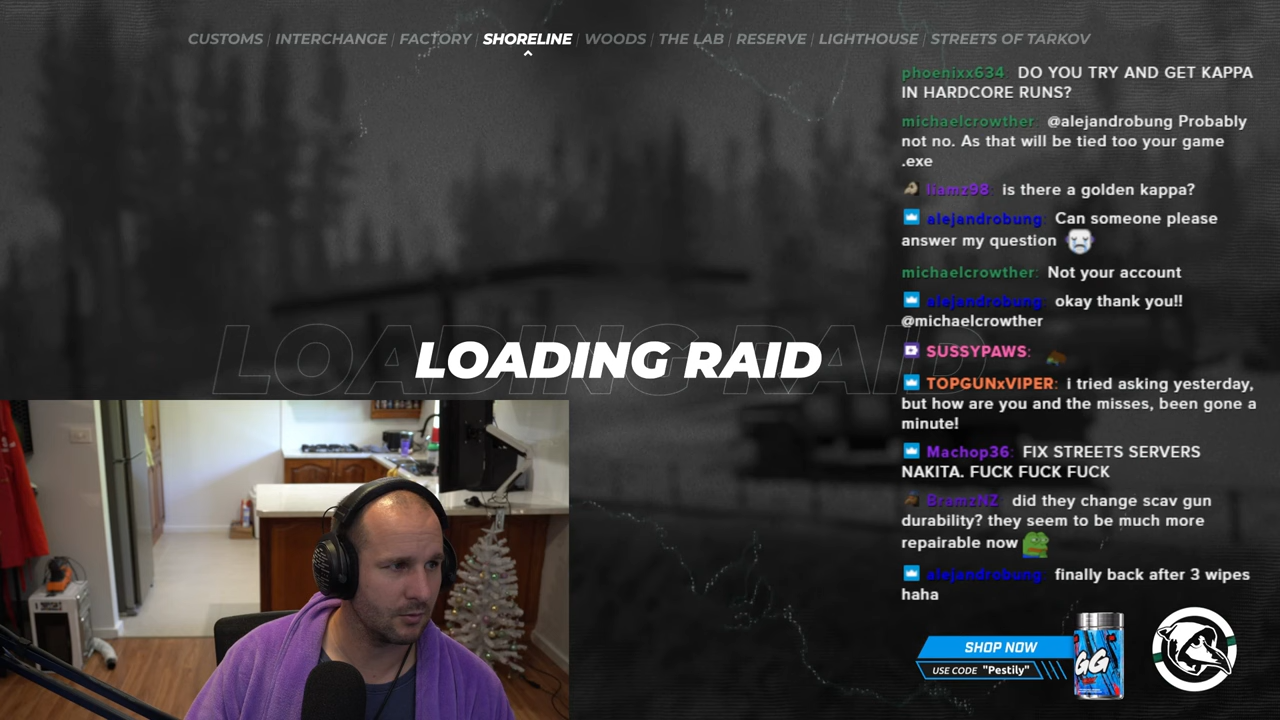 CUSTOMS | INTERCHANGE | FACTORY | SHORELINE | WOODS | THE LAB | RESERVE | LIGHTHOUSE | STREETS OF TARKOV
phoenixx634: DO YOU TRY AND GET KAPPA
IN HARDCORE RUNS?
michaelcrowther: @alejandrobung Probably
not no. As that will be tied too your game
.exe
liamz98: is there a golden kappa?
alejandrobung: Can someone please
answer my question
michaelcrowther: Not your account
alejandrobung: okay thank you!!
@michaelcrowther
LOADING RAID
LOADING RAID
SUSSYPAWS:
TOPGUNxVIPER: i tried asking yesterday,
but how are you and the misses, been gone a
minute!
Machop36: FIX STREETS SERVERS
NAKITA. FUCK FUCK FUCK
BramzNZ: did they change scav gun
durability? they seem to be much more
repairable now
alejandrobung: finally back after 3 wipes
haha
SHOP NOW
USE CODE "Pestily"
GG